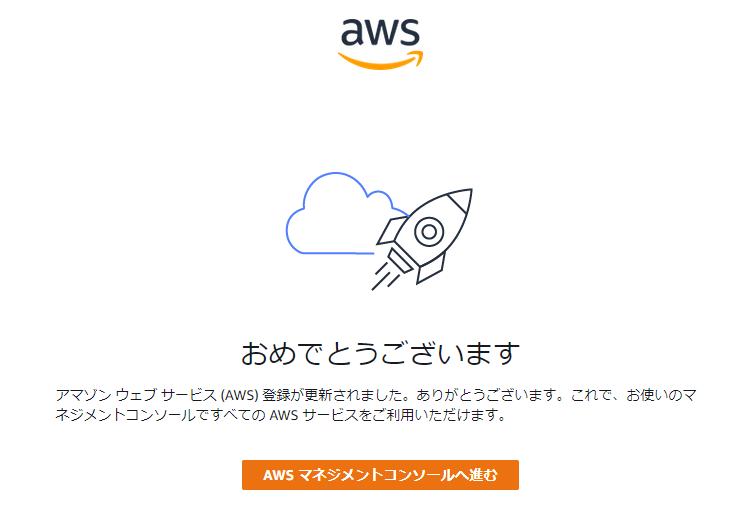 aws
おめでとうございます
アマゾン ウェブ サービス (AWS) 登録が更新されました。ありがとうございます。これで、お使いのマ
ネジメントコンソールですべての AWS サービスをご利用いただけます。
AWS マネジメントコンソールへ進む